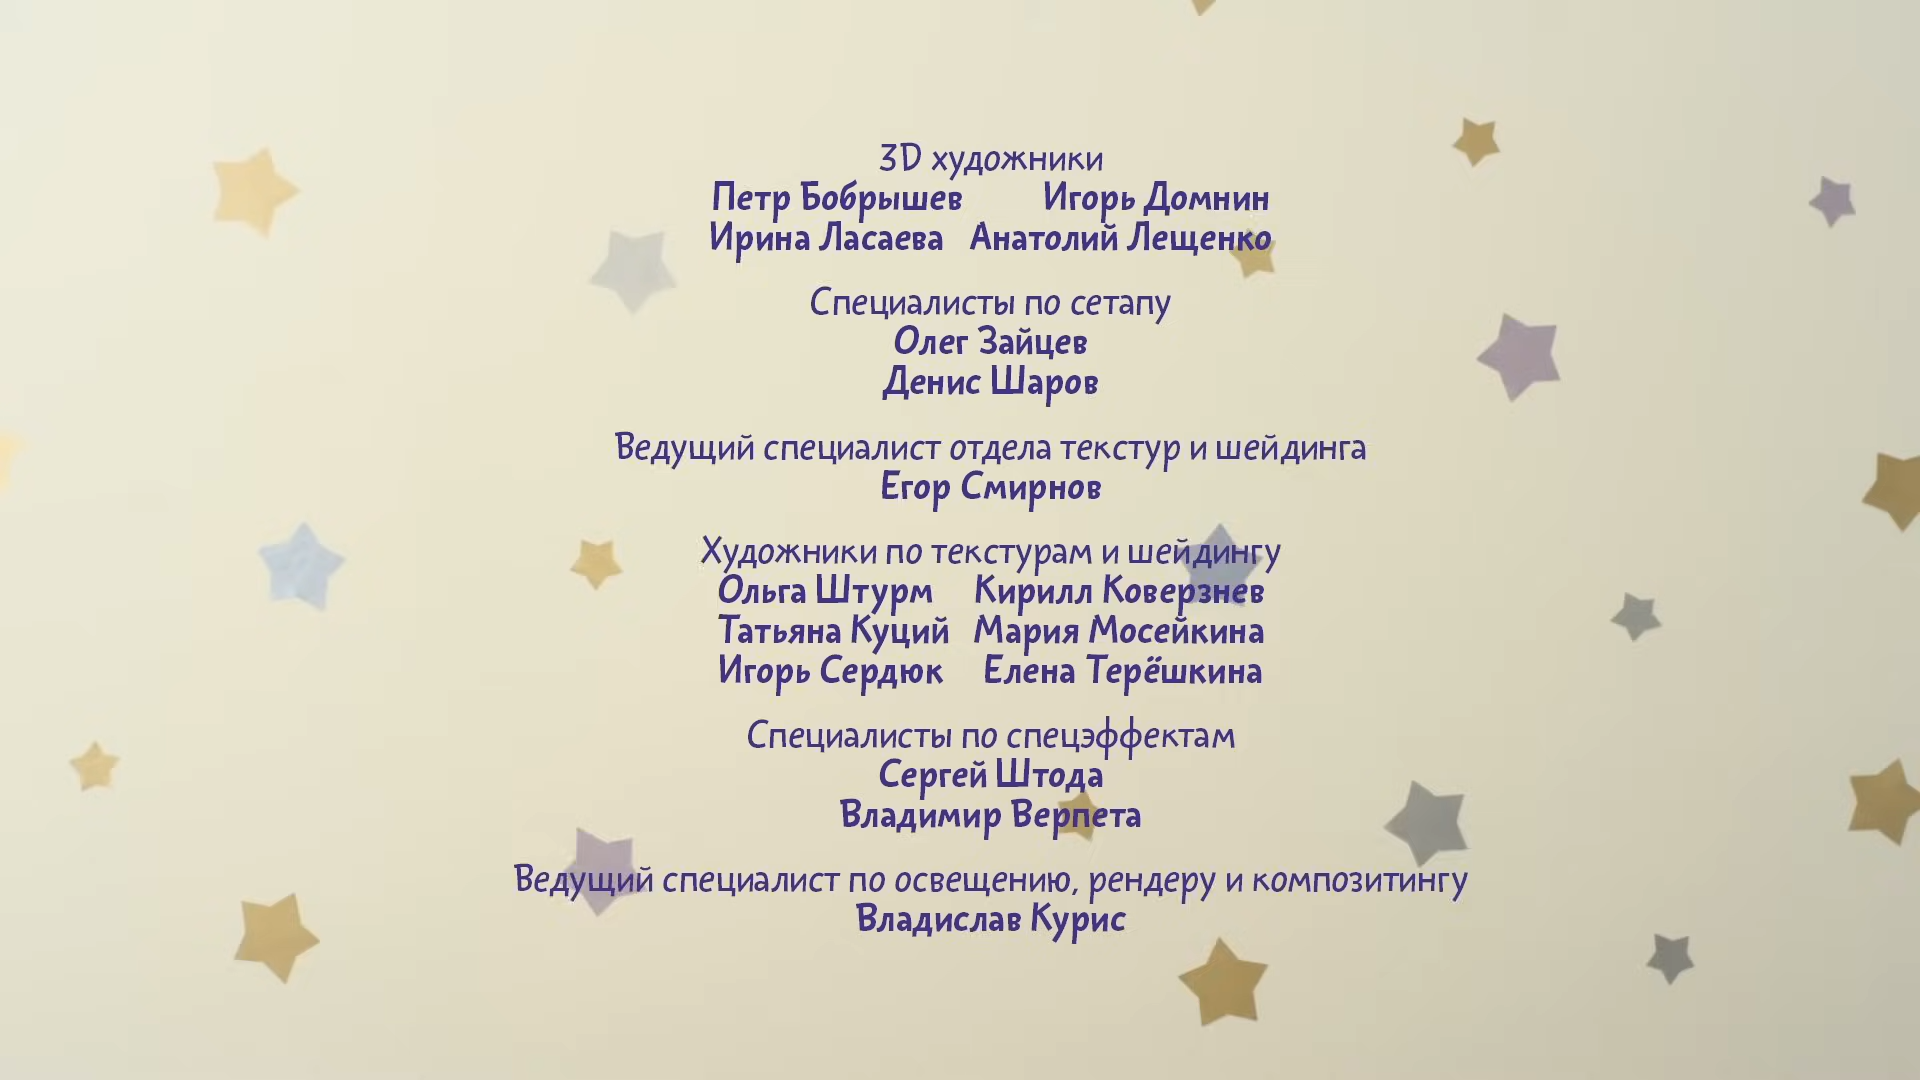 3D художники
Петр Бобрышев Игорь Домнин
Ирина Ласаева Анатолий Лещенко
Специалисты по сетапу
Олег Зайцев
Денис Шаров
Ведущий специалист отдела текстур и шейдинга
Егор Смирнов
Художники по текстурам и шейдингу
Ольга Штурм Кирилл Коверзнев
Татьяна Куций Мария Мосейкина
Игорь Сердюк Елена Терёшкина
Специалисты по спецэффектам
Сергей Штода
Владимир Верпета
Ведущий специалист по освещению, рендеру и композитингу
Владислав Курис